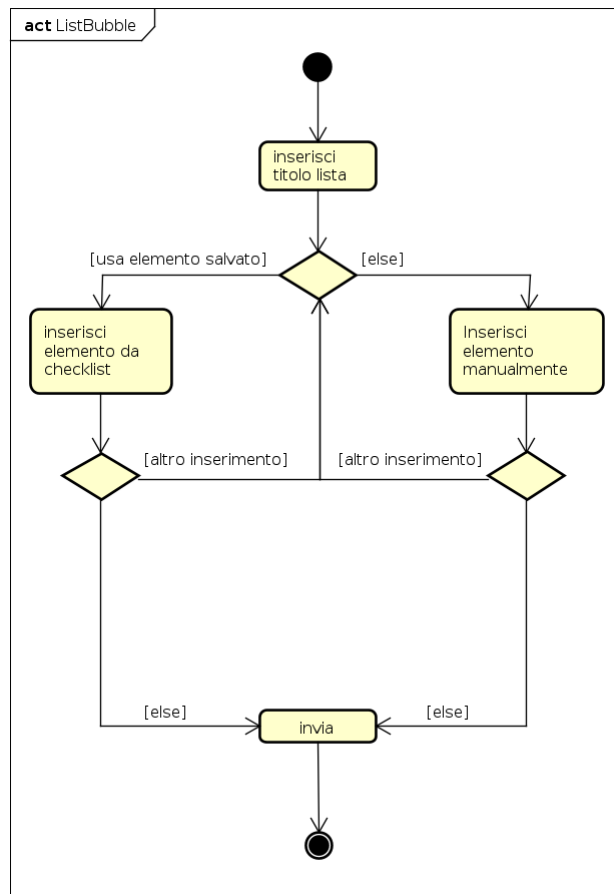 act ListBubble
inserisci
titolo lista
[usa elemento salvato]
[else]
inserisci
elemento da
checklist
Inserisci
elemento
manualmente
[altro inserimento]
[altro inserimento]
[else]
[else]
invia